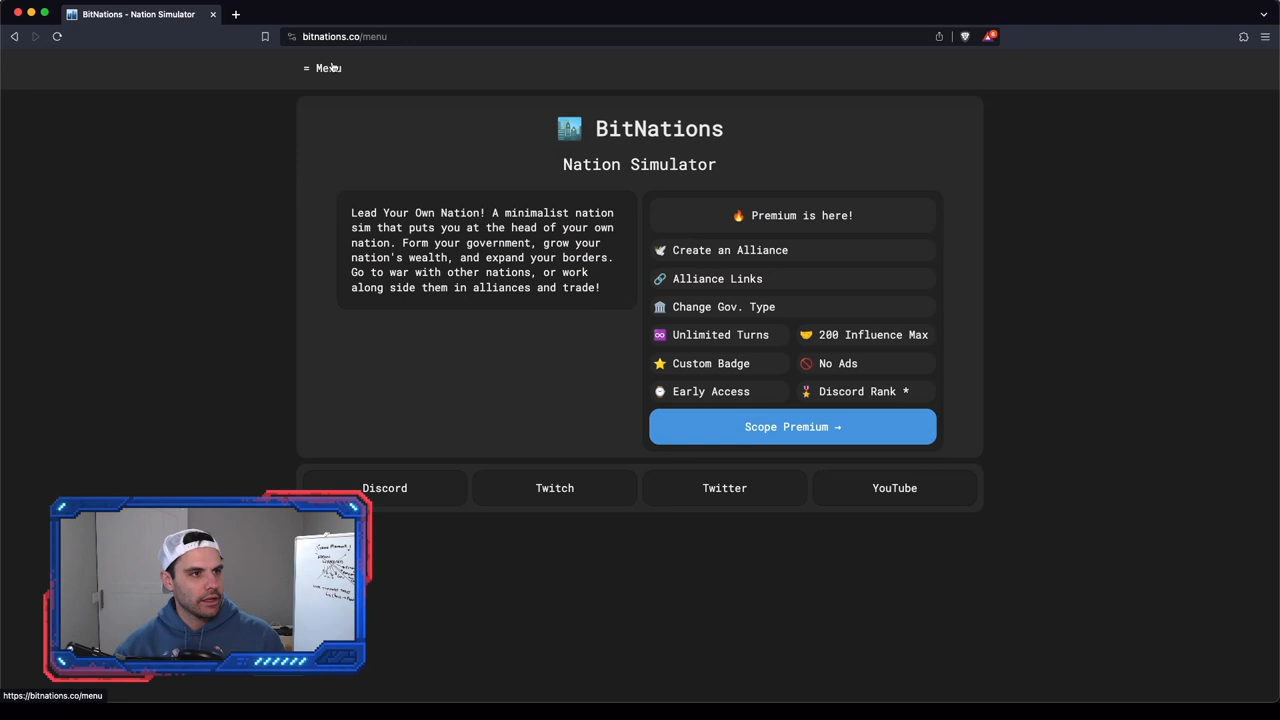 BitNations - Nation Simulator
bitnations.co/menu
6
= Menu
BitNations
Nation Simulator
Lead Your Own Nation! A minimalist nation
sim that puts you at the head of your own
nation. Form your government, grow your
nation's wealth, and expand your borders.
Go to war with other nations, or work
along side them in alliances and trade!
🔥 Premium is here!
🕊️ Create an Alliance
🔗 Alliance Links
🏛️ Change Gov. Type
♾️ Unlimited Turns
🤝 200 Influence Max
⭐ Custom Badge
🚫 No Ads
⌚ Early Access
🎖️ Discord Rank *
Scope Premium →
Discord
Twitch
Twitter
YouTube
https://bitnations.co/menu